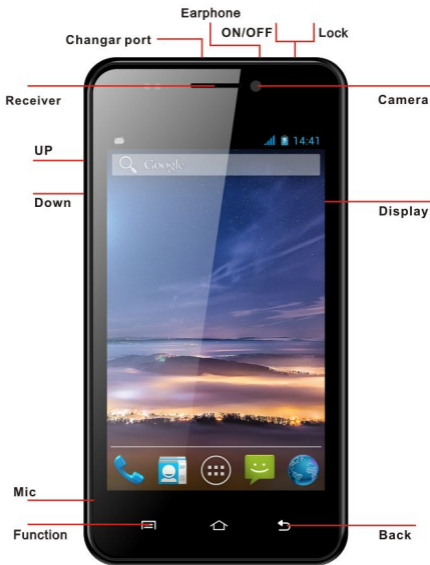 Earphone
Changar port
ON/OFF
Lock
Receiver
Camera
14:41
UP
Google
Down
Display
Mic
Function
Back